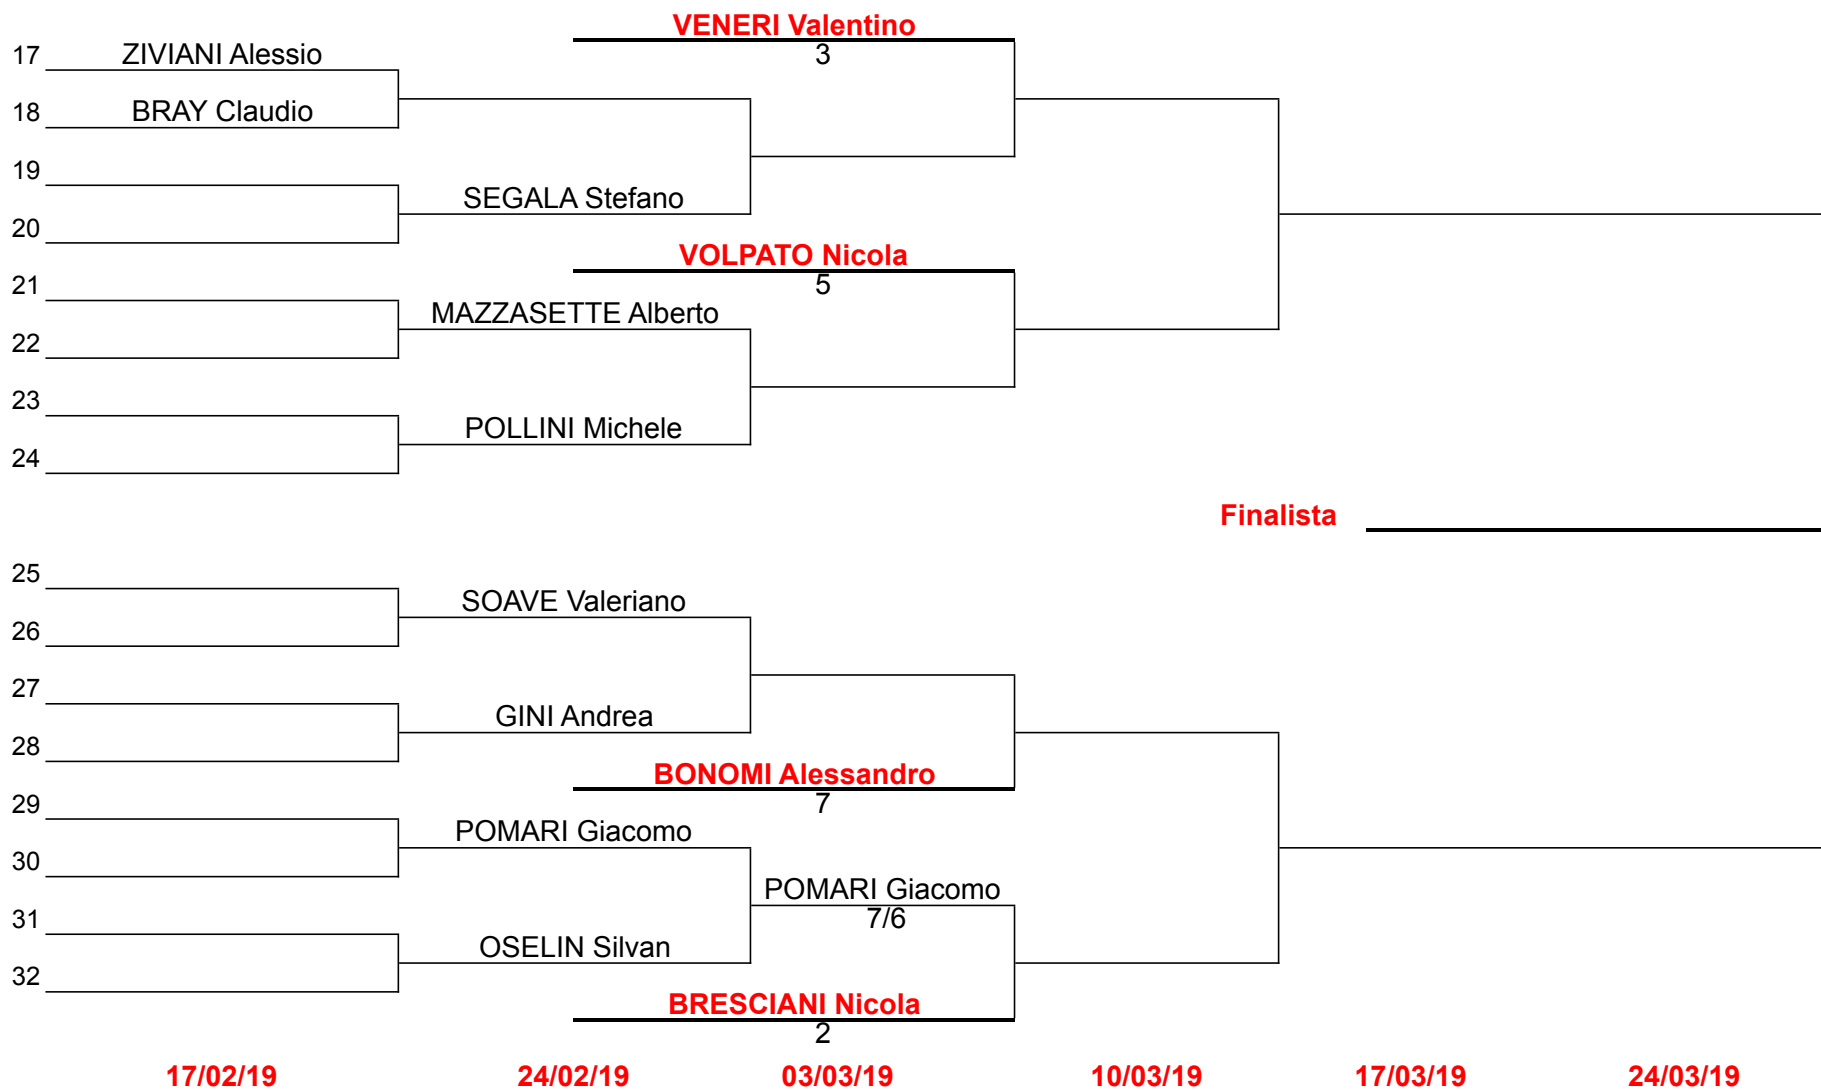 VENERI Valentino
3
17 ZIVIANI Alessio
18 BRAY Claudio
19
SEGALA Stefano
20
VOLPATO Nicola
5
21
MAZZASETTE Alberto
22
23
POLLINI Michele
24
Finalista
25
SOAVE Valeriano
26
27
GINI Andrea
28
BONOMI Alessandro
7
29
POMARI Giacomo
30
POMARI Giacomo
7/6
31
OSELIN Silvan
32
BRESCIANI Nicola
2
17/02/19 24/02/19 03/03/19 10/03/19 17/03/19 24/03/19